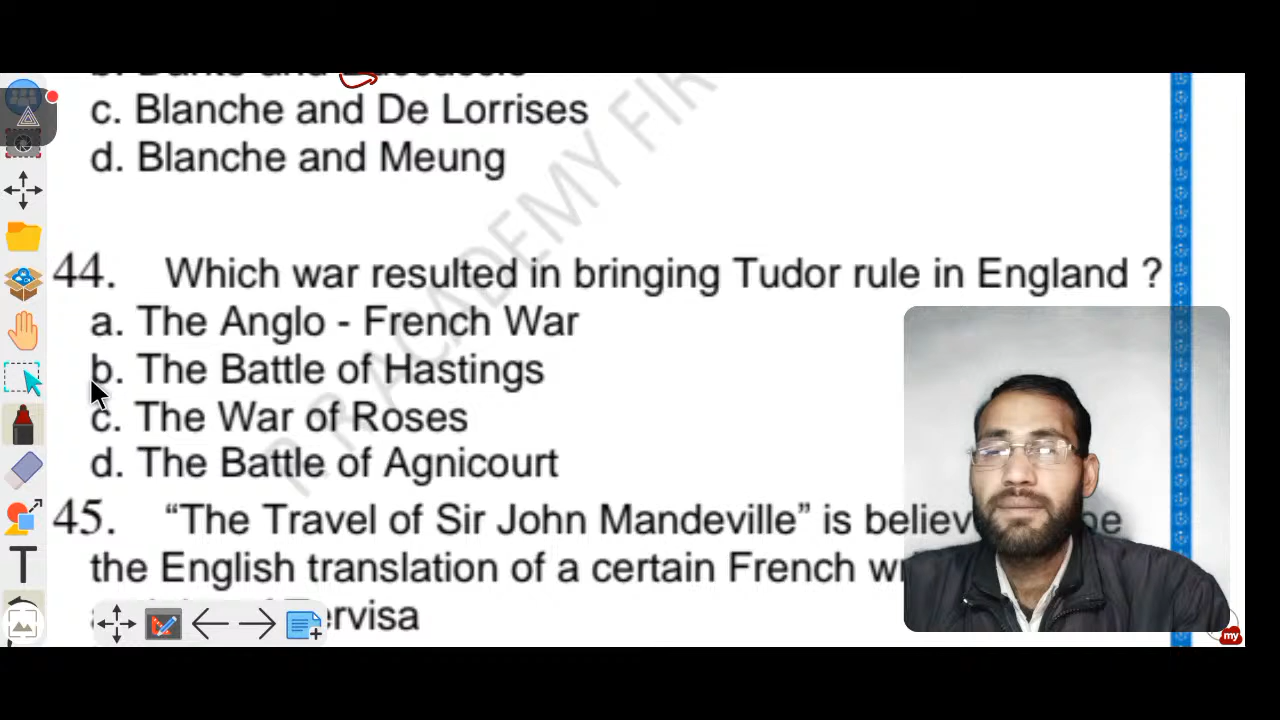 c. Blanche and De Lorrises
d. Blanche and Meung
44. Which war resulted in bringing Tudor rule in England ?
a. The Anglo - French War
b. The Battle of Hastings
c. The War of Roses
d. The Battle of Agnicourt
45. “The Travel of Sir John Mandeville” is
the English translation of a certain French
T
my